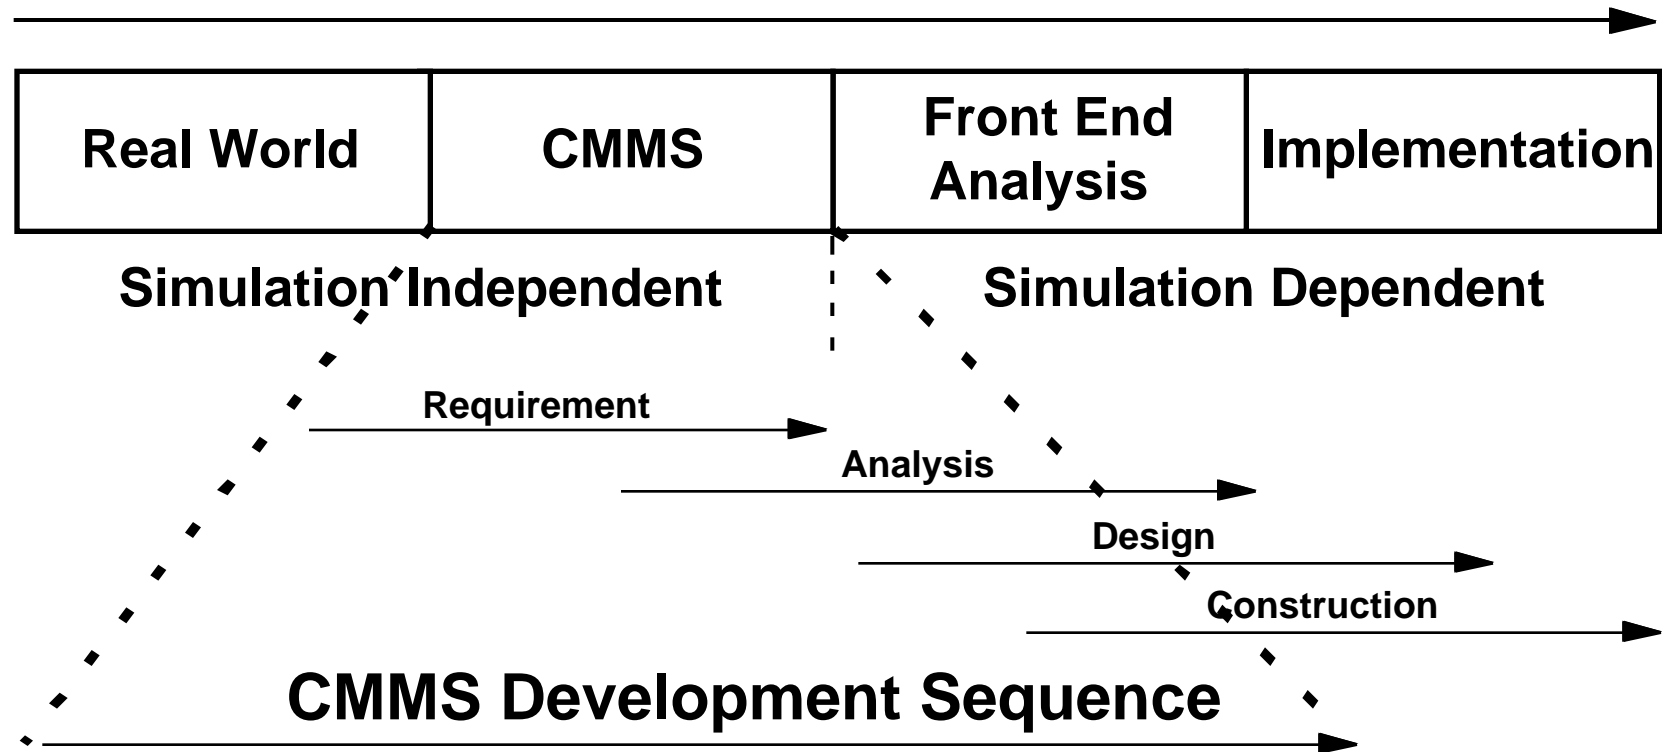 Real World
CMMS
Front End
Analysis
Implementation
Simulation Independent
Simulation Dependent
Requirement
Analysis
Design
Construction
CMMS Development Sequence